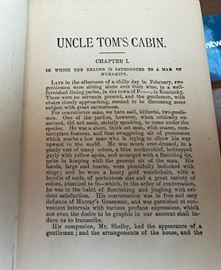 UNCLE TOM'S CABIN.
CHAPTER I.
IN WHICH THE READER IS INTRODUCED TO A MAN OF
HUMANITY.
LATE in the afternoon of a chilly day in February, two
gentlemen were sitting alone over their wine, in a well-
furnished dining parlor, in the town of P——, in Kentucky.
There were no servants present, and the gentlemen, with
chairs closely approaching, seemed to be discussing some
subject with great earnestness.
For convenience sake, we have said, hitherto, two gentle-
men. One of the parties, however, when critically ex-
amined, did not seem, strictly speaking, to come under the
species. He was a short, thick set man, with coarse, com-
monplace features, and that swaggering air of pretension
which marks a low man who is trying to elbow his way
upward in the world. He was much over-dressed, in a
gaudy vest of many colors, a blue neckerchief, bedropped
gayly with yellow spots, and arranged with a flaunting tie,
quite in keeping with the general air of the man. His
hands, large and coarse, were plentifully bedecked with
rings; and he wore a heavy gold watchchain, with a
bundle of seals, of portentous size and a great variety of
colors, attached to it—which, in the ardor of conversation,
he was in the habit of flourishing and jingling with evi-
dent satisfaction. His conversation was in free and easy
defiance of Murray's Grammar, and was garnished at con-
venient intervals with various profane expressions, which
not even the desire to be graphic in our account shall in-
duce us to transcribe.
His companion, Mr. Shelby, had the appearance of a
gentleman; and the arrangements of the house, and the